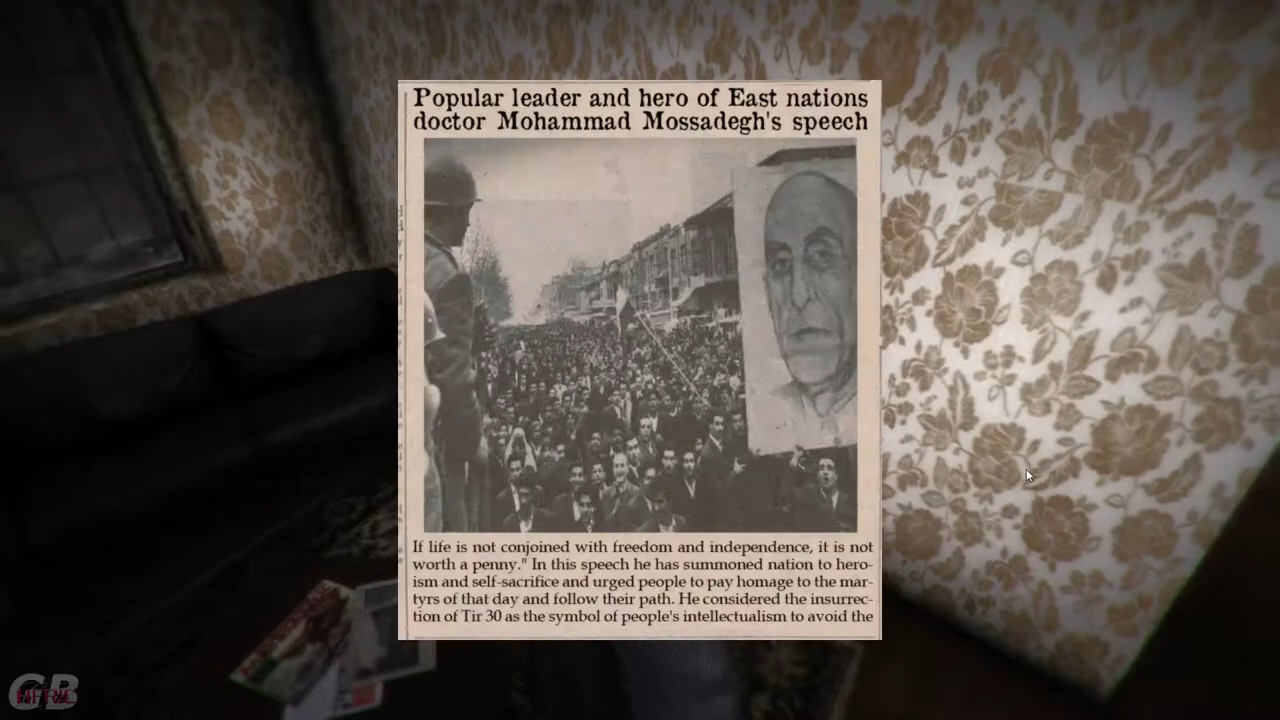 Popular leader and hero of East nations
doctor Mohammad Mossadegh's speech
If life is not conjoined with freedom and independence, it is not
worth a penny." In this speech he has summoned nation to hero-
ism and self-sacrifice and urged people to pay homage to the mar-
tyrs of that day and follow their path. He considered the insurrec-
tion of Tir 30 as the symbol of people's intellectualism to avoid the
GB